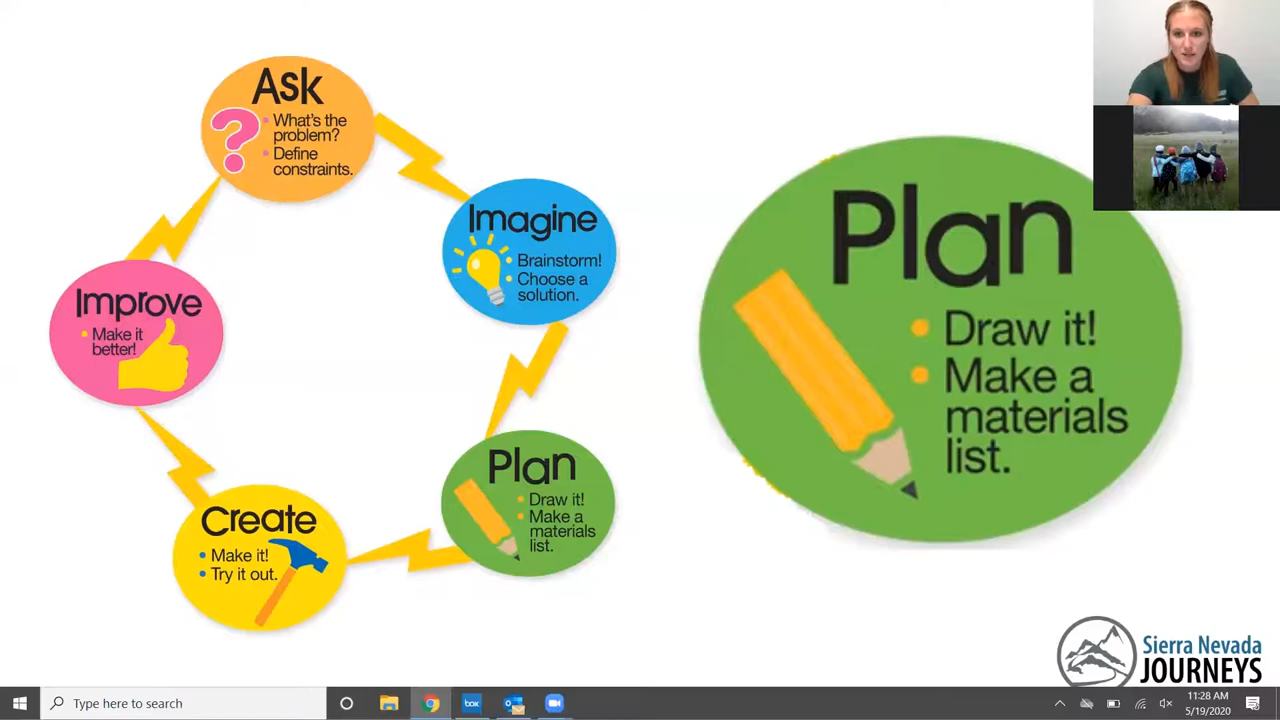 Ask
What's the
problem?
Define
constraints.
Imagine
Brainstorm!
Choose a
solution.
Plan
Draw it!
Make a
materials
list.
Create
Make it!
Try it out.
Improve
Make it
better!
Plan
Draw it!
Make a
materials
list.
Sierra Nevada
JOURNEYS
Type here to search
box
11:28 AM
5/19/2020